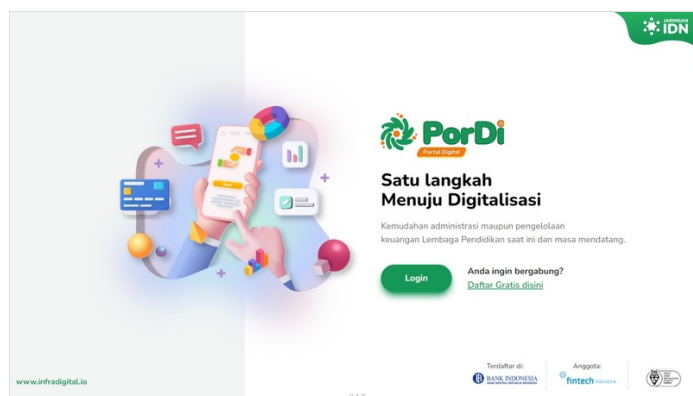 JARINGAN
IDN
PorDi
Portal Digital
Satu langkah
Menuju Digitalisasi
Kemudahan administrasi maupun pengelolaan
keuangan Lembaga Pendidikan saat ini dan masa mendatang.
Login
Anda ingin bergabung?
Daftar Gratis disini
www.infradigital.io
Terdaftar di:
BANK INDONESIA
Anggota:
fintech indonesia